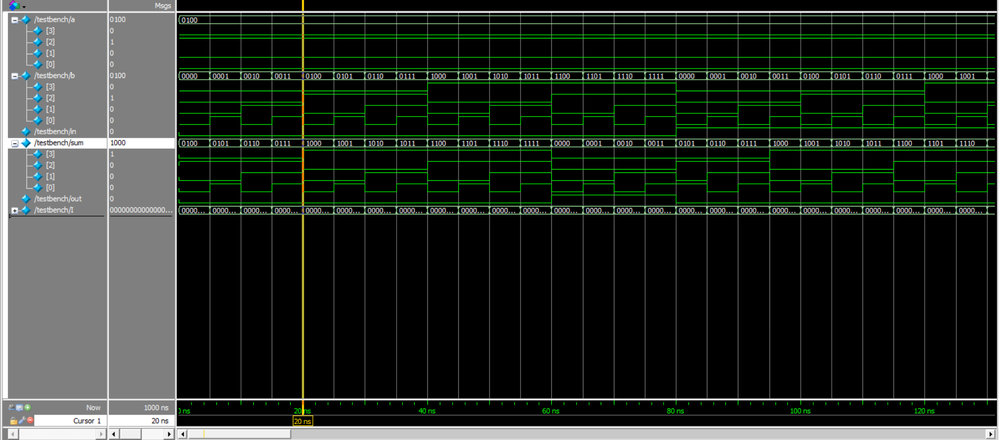 Msgs
/testbench/a 0100 0100
[3] 0
[2] 1
[1] 0
[0] 0
/testbench/b 0100 0000 0001 0010 0011 0100 0101 0110 0111 1000 1001 1010 1011 1100 1101 1110 1111 0000 0001 0010 0011 0100 0101 0110 0111 1000 1001
[3] 0
[2] 1
[1] 0
[0] 0
/testbench/in 0
/testbench/sum 1000 0100 0101 0110 0111 1000 1001 1010 1011 1100 1101 1110 1111 0000 0001 0010 0011 0101 0110 0111 1000 1001 1010 1011 1100 1101 1110
[3] 1
[2] 0
[1] 0
[0] 0
/testbench/out 0
/testbench/I 00000000000000... 0000... 0000... 0000... 0000... 0000... 0000... 0000... 0000... 0000... 0000... 0000... 0000... 0000... 0000... 0000... 0000... 0000... 0000... 0000... 0000... 0000... 0000... 0000... 0000... 0000... 0000...
Now 1000 ns 0 ns 20 ns 40 ns 60 ns 80 ns 100 ns 120 ns
Cursor 1 20 ns 20 ns